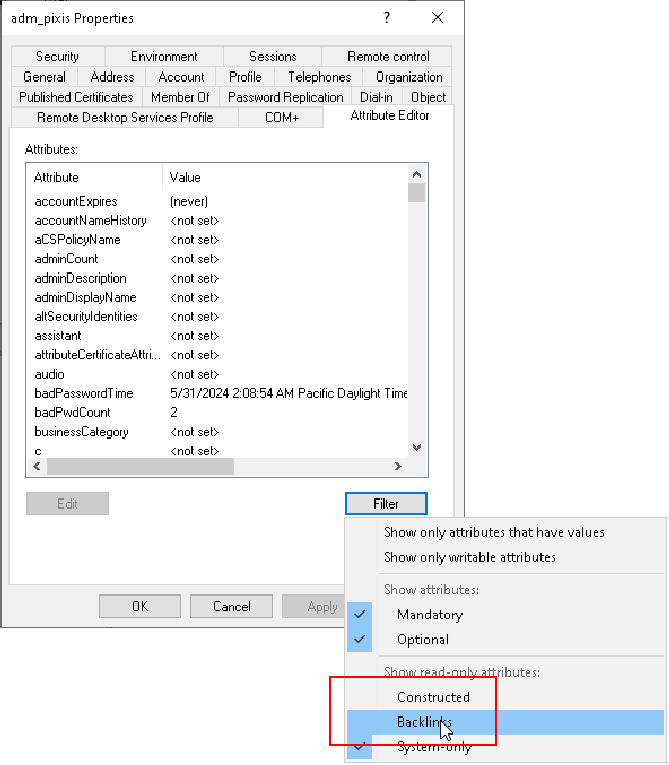 adm_pixis Properties ? ×
Security Environment Sessions Remote control
General Address Account Profile Telephones Organization
Published Certificates Member Of Password Replication Dial-in Object
Remote Desktop Services Profile COM+ Attribute Editor
Attributes:
Attribute Value
accountExpires (never)
accountNameHistory <not set>
aCSPolicyName <not set>
adminCount <not set>
adminDescription <not set>
adminDisplayName <not set>
altSecurityIdentities <not set>
assistant <not set>
attributeCertificateAttri... <not set>
audio <not set>
badPasswordTime 5/31/2024 2:08:54 AM Pacific Daylight Time
badPwdCount 2
businessCategory <not set>
c <not set>
Edit Filter
Show only attributes that have values
Show only writable attributes
Show attributes:
Mandatory
Optional
Show read-only attributes:
Constructed
Backlinks
System-only
OK Cancel Apply